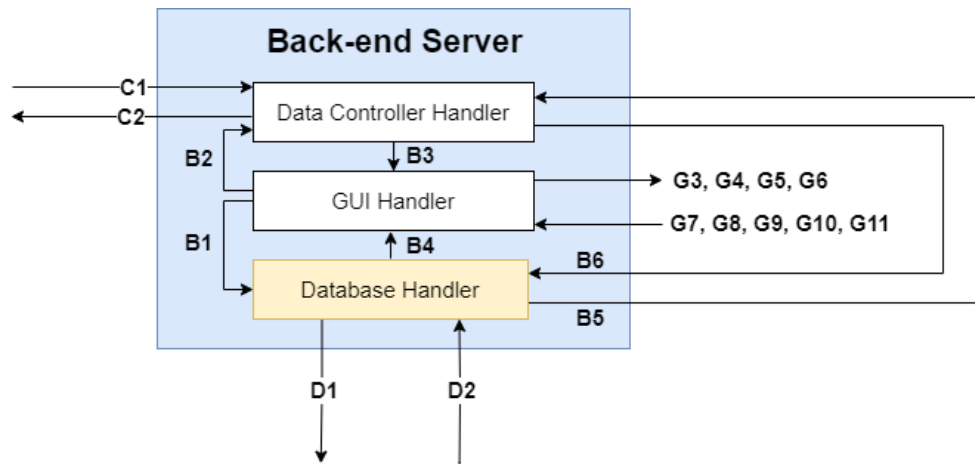 Back-end Server
C1
Data Controller Handler
C2
B2
B3
G3, G4, G5, G6
GUI Handler
G7, G8, G9, G10, G11
B1
B4
B6
Database Handler
B5
D1
D2